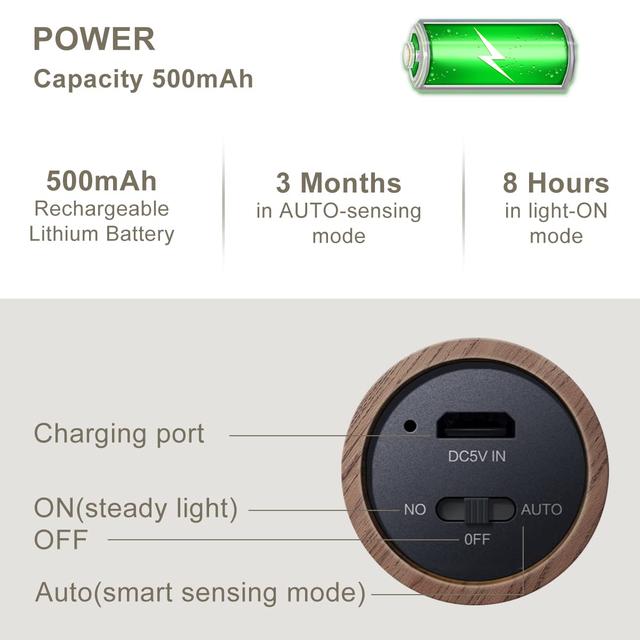 POWER
Capacity 500mAh
500mAh
Rechargeable
Lithium Battery
3 Months
in AUTO-sensing
mode
8 Hours
in light-ON
mode
Charging port
DC5V IN
ON(steady light)
NO
AUTO
OFF
0FF
Auto(smart sensing mode)